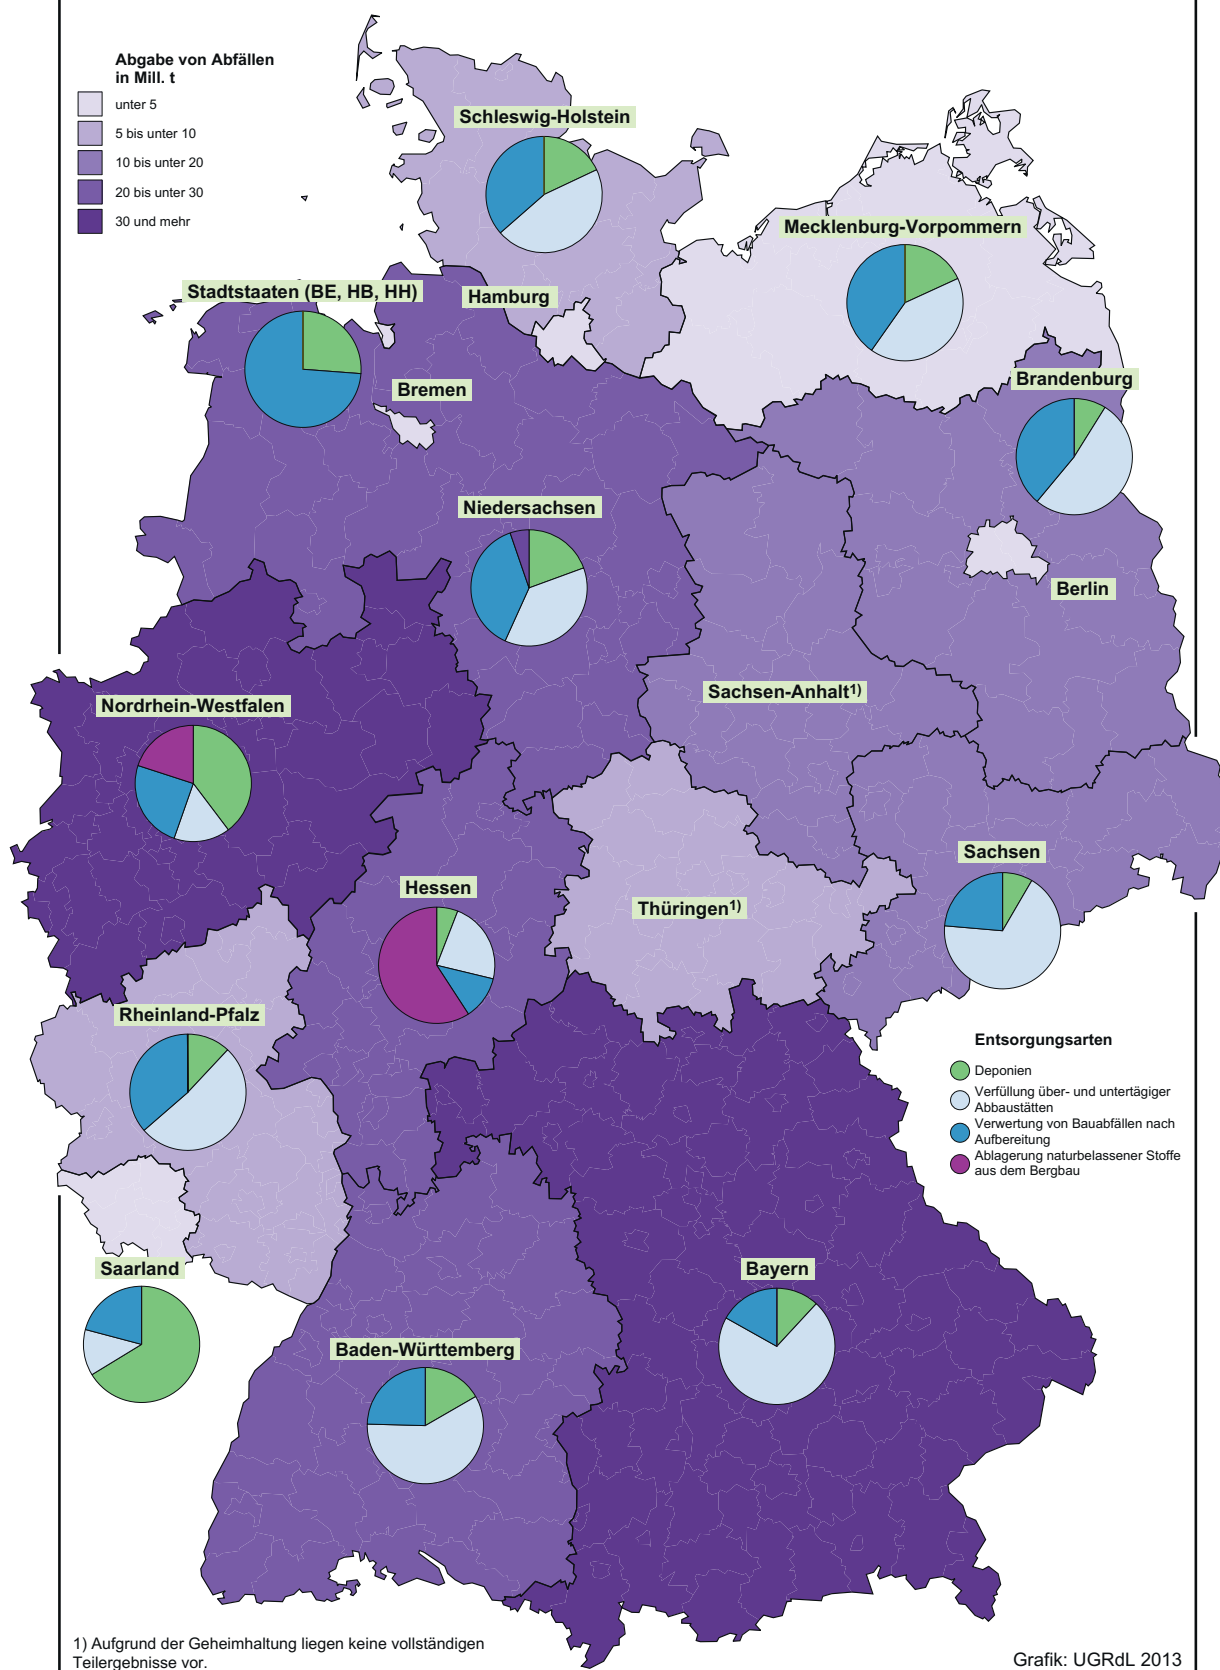 Abgabe von Abfällen
in Mill. t
unter 5
5 bis unter 10
10 bis unter 20
20 bis unter 30
30 und mehr
Schleswig-Holstein
Mecklenburg-Vorpommern
Stadtstaaten (BE, HB, HH)
Hamburg
Bremen
Brandenburg
Niedersachsen
Berlin
Sachsen-Anhalt1)
Nordrhein-Westfalen
Sachsen
Hessen
Thüringen1)
Rheinland-Pfalz
Entsorgungsarten
Deponien
Verfüllung über- und untertägiger
Abbaustätten
Verwertung von Bauabfällen nach
Aufbereitung
Ablagerung naturbelassener Stoffe
aus dem Bergbau
Saarland
Bayern
Baden-Württemberg
1) Aufgrund der Geheimhaltung liegen keine vollständigen
Teilergebnisse vor.
Grafik: UGRdL 2013